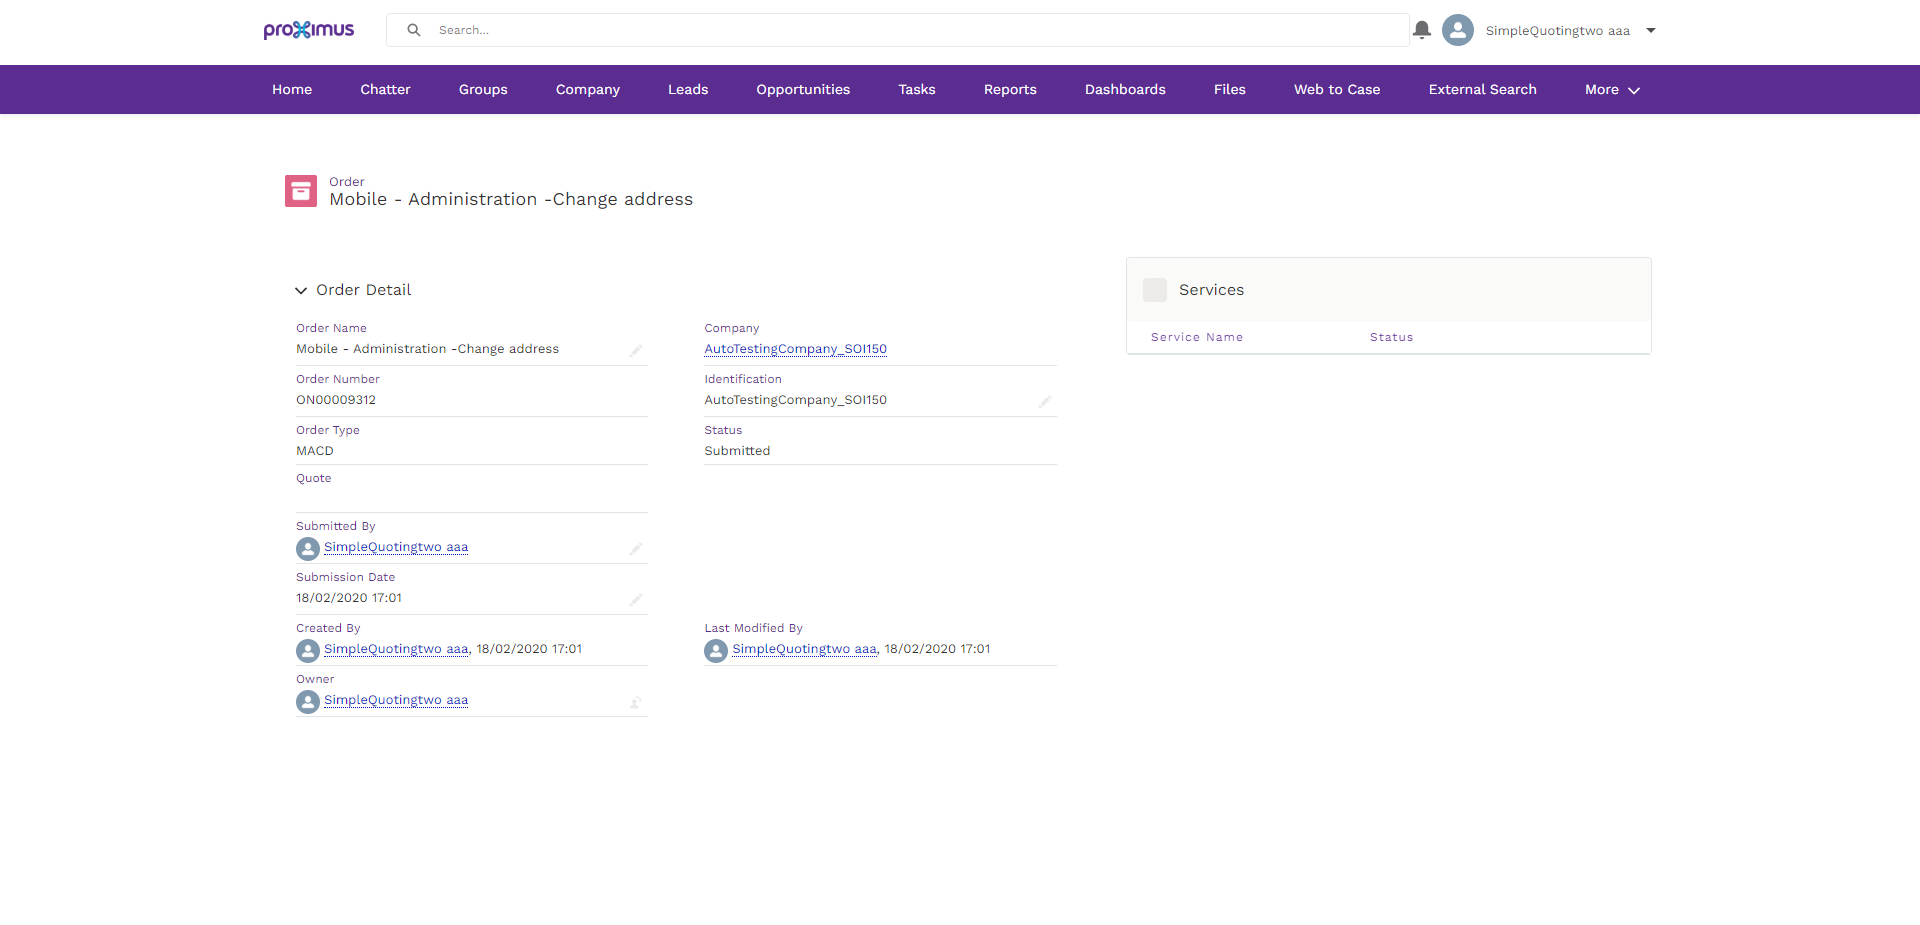 proximus
Search...
SimpleQuotingtwo aaa
Home Chatter Groups Company Leads Opportunities Tasks Reports Dashboards Files Web to Case External Search More
Order
Mobile - Administration -Change address
Order Detail
Order Name
Mobile - Administration -Change address
Company
AutoTestingCompany_SOI150
Order Number
ON00009312
Identification
AutoTestingCompany_SOI150
Order Type
MACD
Status
Submitted
Quote
Submitted By
SimpleQuotingtwo aaa
Submission Date
18/02/2020 17:01
Created By
SimpleQuotingtwo aaa, 18/02/2020 17:01
Last Modified By
SimpleQuotingtwo aaa, 18/02/2020 17:01
Owner
SimpleQuotingtwo aaa
Services
Service Name Status